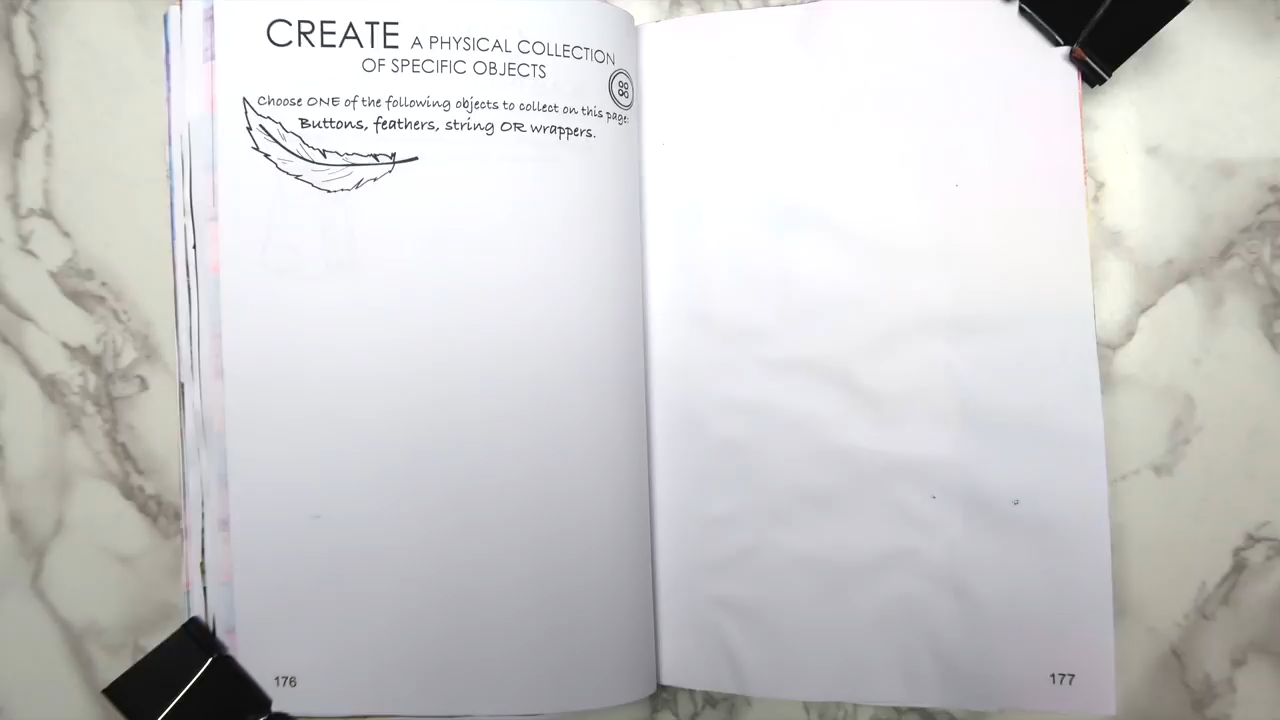 CREATE A PHYSICAL COLLECTION
OF SPECIFIC OBJECTS
Choose ONE of the following objects to collect on this page:
Buttons, feathers, string OR wrappers.
176
177